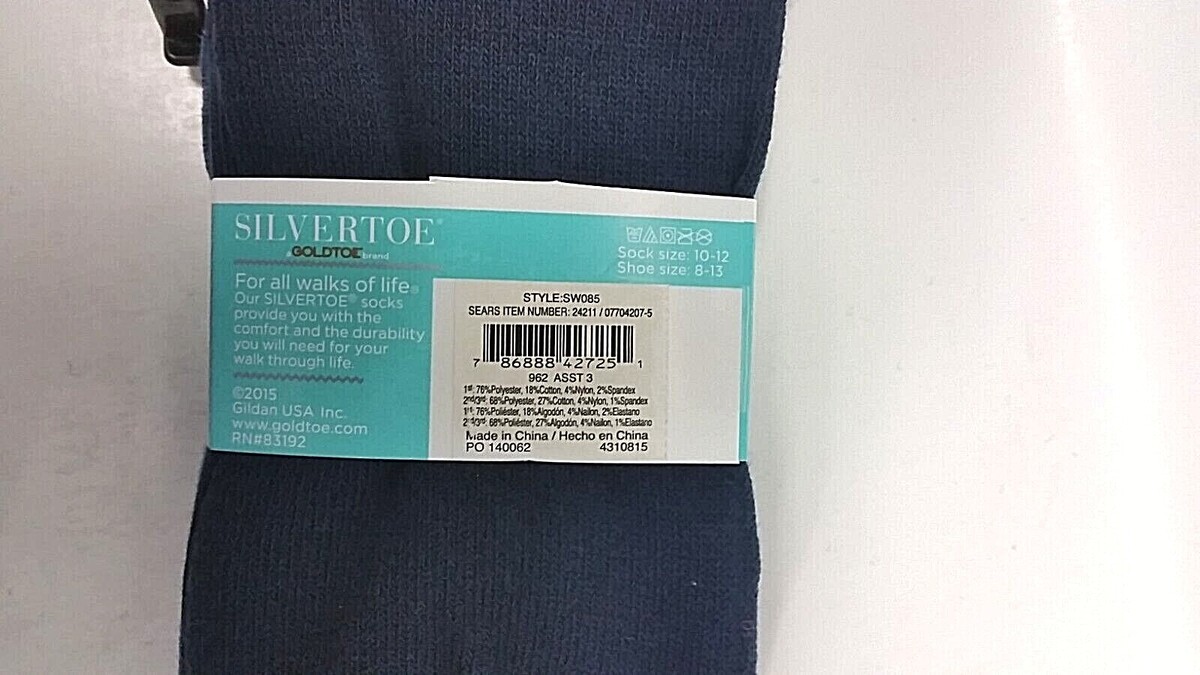 SILVERTOE®
a GOLDTOE brand
For all walks of life®
Our SILVERTOE® socks
provide you with the
comfort and the durability
you will need for your
walk through life.
©2015
Gildan USA Inc.
www.goldtoe.com
RN#83192
Sock size: 10-12
Shoe size: 8-13
STYLE:SW085
SEARS ITEM NUMBER: 24211 / 07704207-5
7 86888 42725 1
962 ASST 3
1st: 76%Polyester, 18%Cotton, 4%Nylon, 2%Spandex
2nd/3rd: 68%Polyester, 27%Cotton, 4%Nylon, 1%Spandex
1st: 76%Poliéster, 18%Algodón, 4%Nailon, 2%Elastano
2nd/3rd: 68%Poliéster, 27%Algodón, 4%Nailon, 1%Elastano
Made in China / Hecho en China
PO 140062 4310815